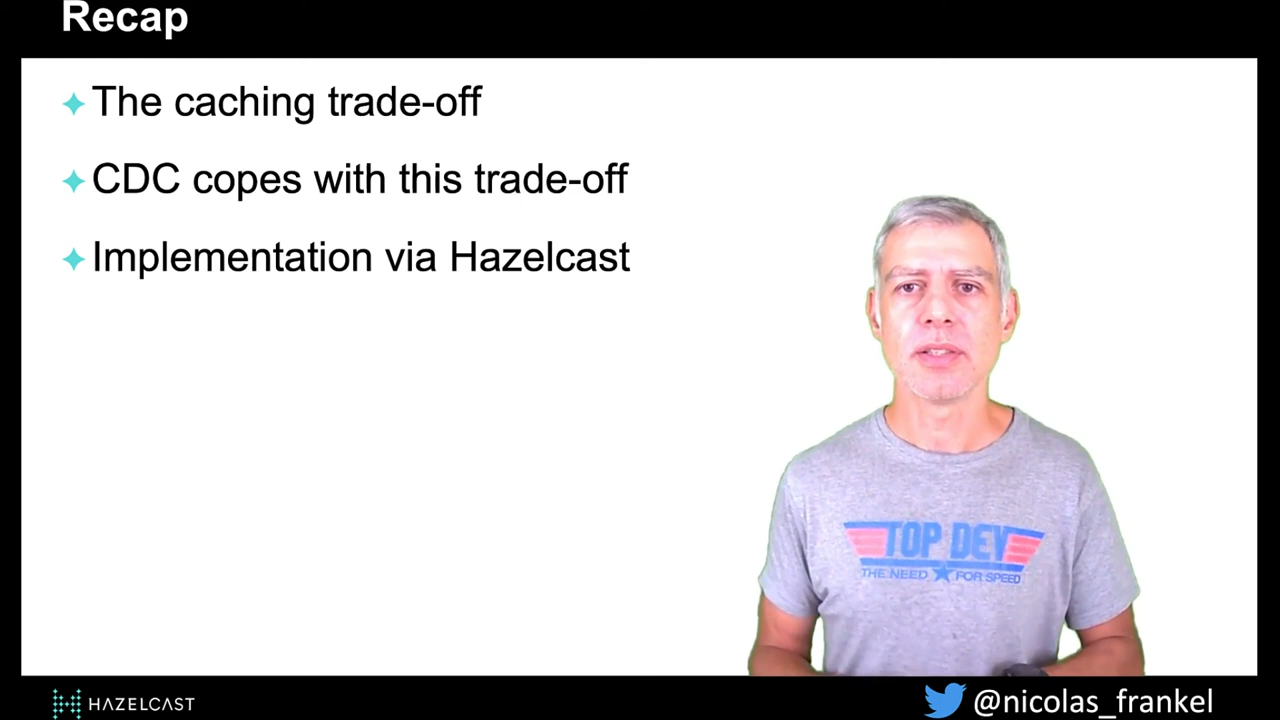 Recap
The caching trade-off
CDC copes with this trade-off
Implementation via Hazelcast
TOP DEV
THE NEED FOR SPEED
HAZELCAST
@nicolas_frankel